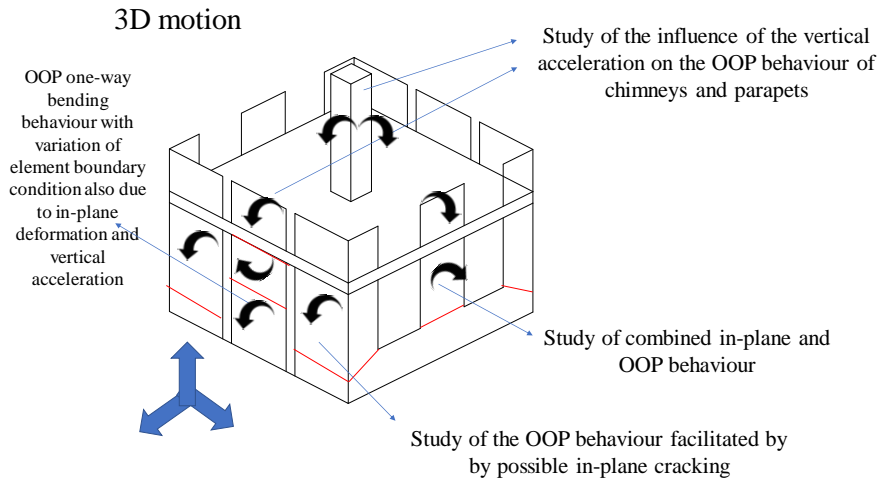 3D motion
OOP one-way
bending
behaviour with
variation of
element boundary
condition also due
to in-plane
deformation and
vertical
acceleration
Study of the influence of the vertical
acceleration on the OOP behaviour of
chimneys and parapets
Study of combined in-plane and
OOP behaviour
Study of the OOP behaviour facilitated by
by possible in-plane cracking